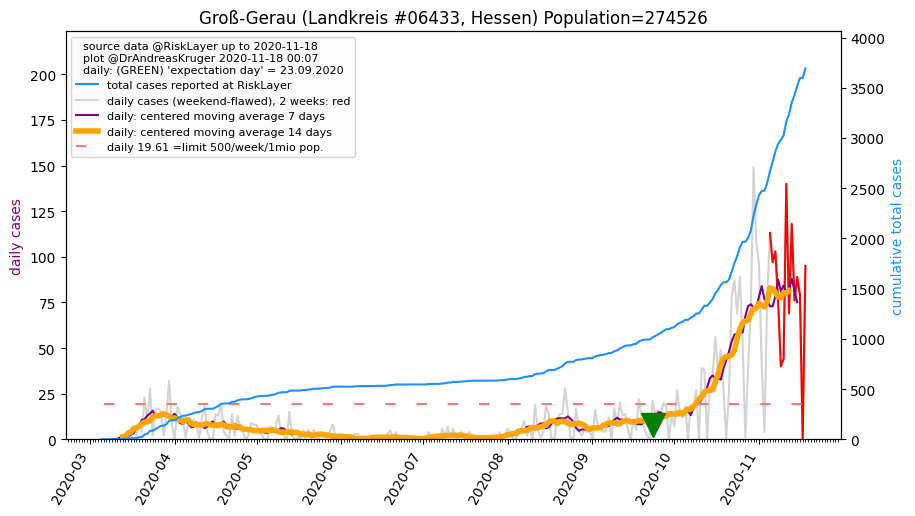 Groß-Gerau (Landkreis #06433, Hessen) Population=274526
source data @RiskLayer up to 2020-11-18
plot @DrAndreasKruger 2020-11-18 00:07
daily: (GREEN) 'expectation day' = 23.09.2020
total cases reported at RiskLayer
daily cases (weekend-flawed), 2 weeks: red
daily: centered moving average 7 days
daily: centered moving average 14 days
daily 19.61 =limit 500/week/1mio pop.
daily cases
200
175
150
125
100
75
50
25
0
4000
3500
3000
2500
2000
1500
1000
500
0
cumulative total cases
2020-03
2020-04
2020-05
2020-06
2020-07
2020-08
2020-09
2020-10
2020-11